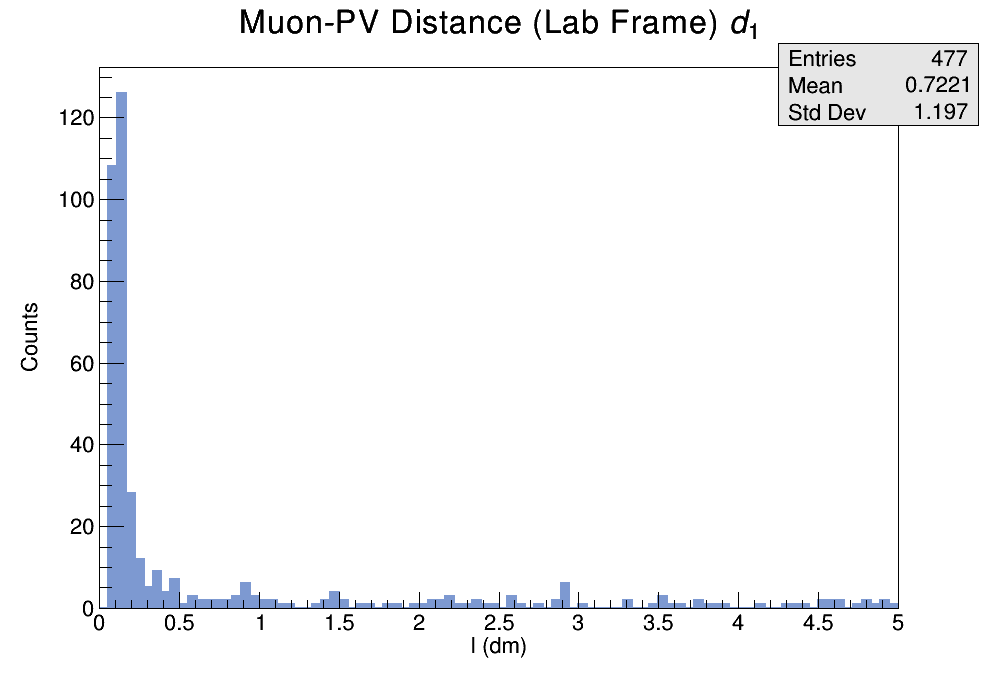 Muon-PV Distance (Lab Frame) d₁
Entries 477
Mean 0.7221
Std Dev 1.197
Counts
120
100
80
60
40
20
0
0 0.5 1 1.5 2 2.5 3 3.5 4 4.5 5
l (dm)